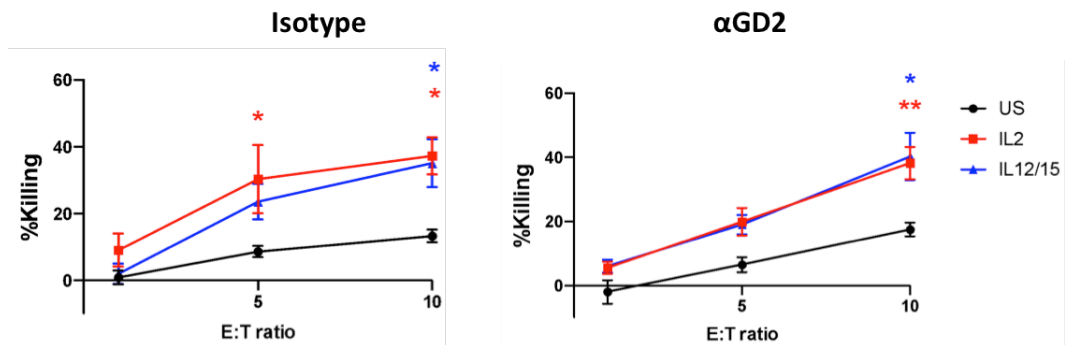 Isotype
αGD2
%Killing
60
40
20
0
5
10
E:T ratio
*
*
*
%Killing
60
40
20
0
5
10
E:T ratio
*
**
US
IL2
IL12/15